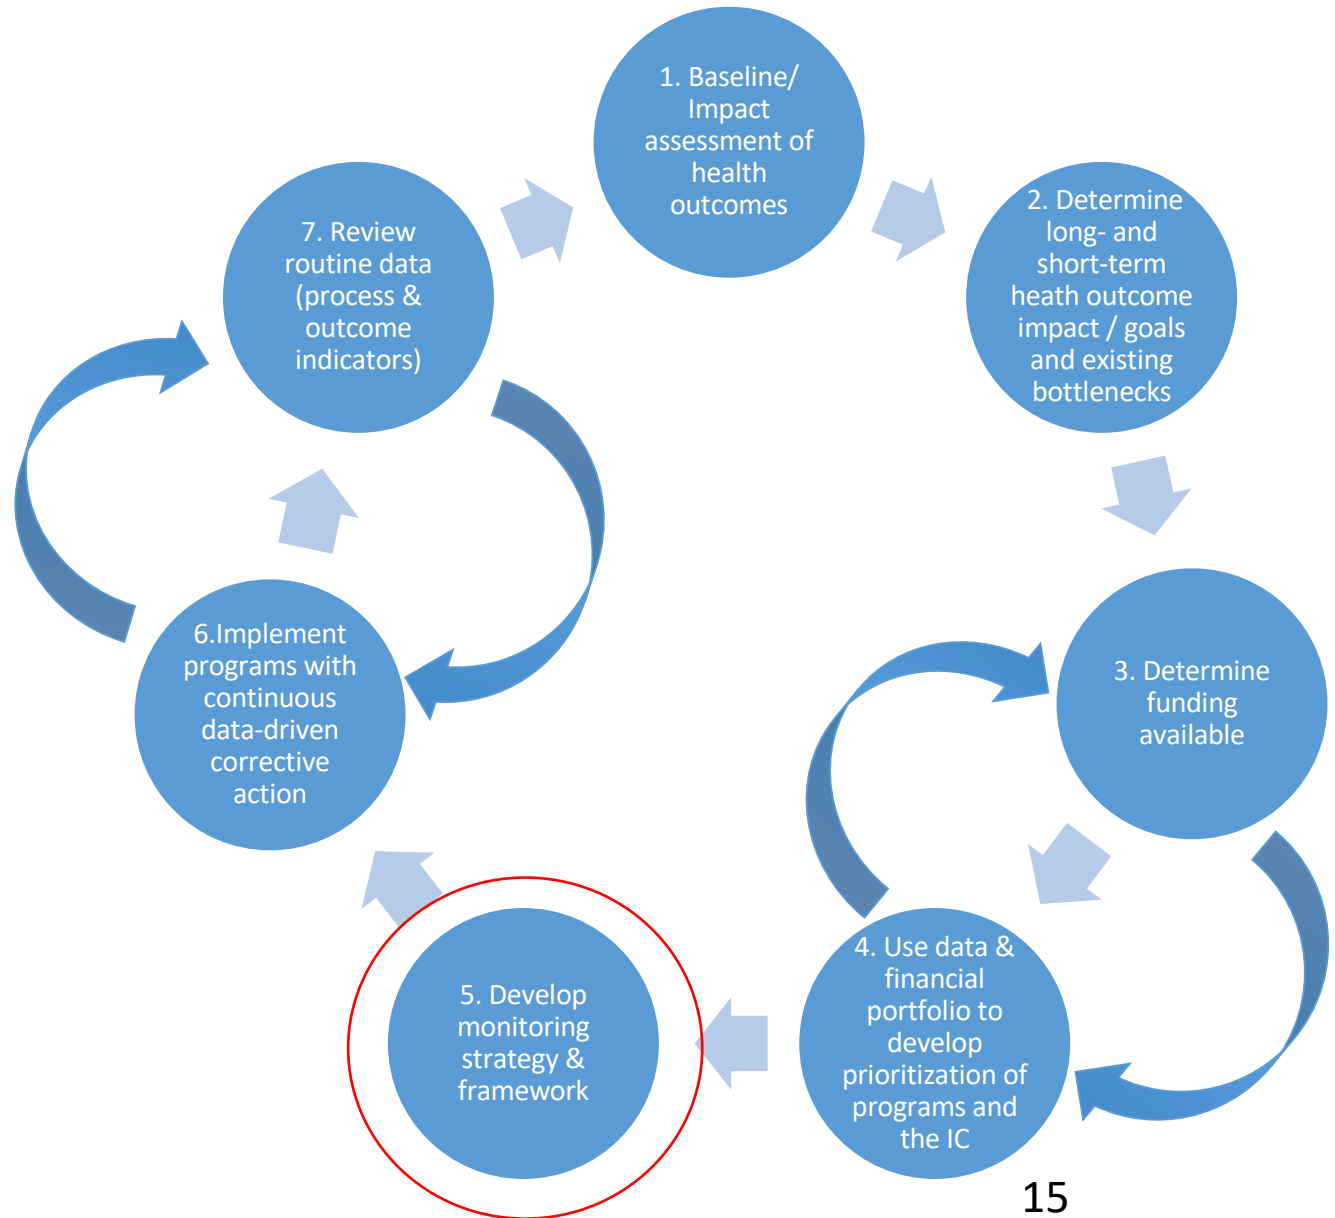 1. Baseline/
Impact
assessment of
health
outcomes
2. Determine
long- and
short-term
heath outcome
impact / goals
and existing
bottlenecks
3. Determine
funding
available
4. Use data &
financial
portfolio to
develop
prioritization of
programs and
the IC
5. Develop
monitoring
strategy &
framework
6.Implement
programs with
continuous
data-driven
corrective
action
7. Review
routine data
(process &
outcome
indicators)
15